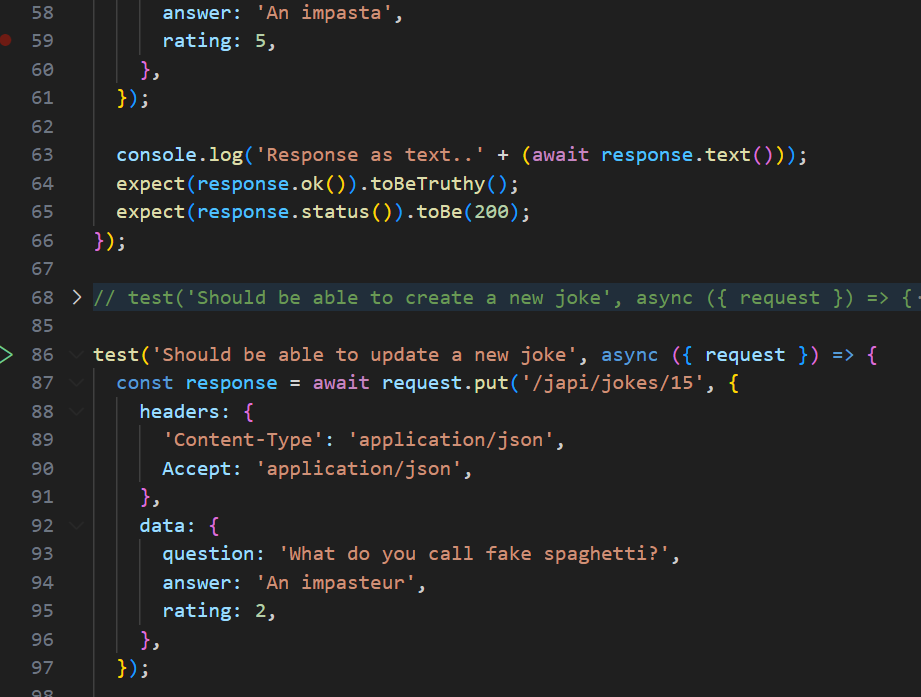 58 answer: 'An impasta',
59 rating: 5,
60 },
61 });
62
63 console.log('Response as text..' + (await response.text()));
64 expect(response.ok()).toBeTruthy();
65 expect(response.status()).toBe(200);
66 });
67
68 // test('Should be able to create a new joke', async ({ request }) => {
85
86 test('Should be able to update a new joke', async ({ request }) => {
87 const response = await request.put('/japi/jokes/15', {
88 headers: {
89 'Content-Type': 'application/json',
90 Accept: 'application/json',
91 },
92 data: {
93 question: 'What do you call fake spaghetti?',
94 answer: 'An impasteur',
95 rating: 2,
96 },
97 });
98